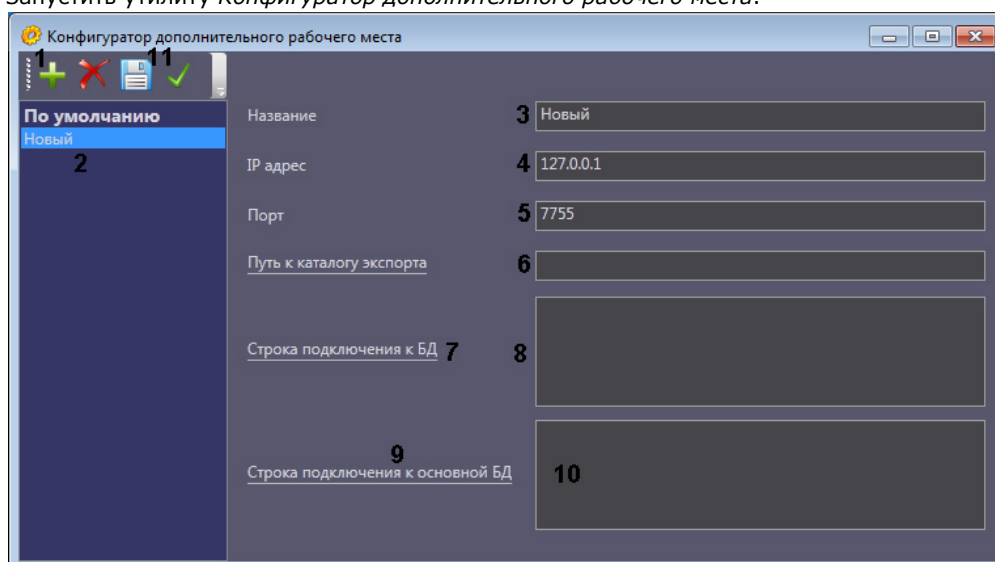 Запустить утилиту Конфигуратор дополнительного рабочего места.
Конфигуратор дополнительного рабочего места
1 11
По умолчанию
Новый
2
Название 3 Новый
IP адрес 4 127.0.0.1
Порт 5 7755
Путь к каталогу экспорта 6
Строка подключения к БД 7 8
9
Строка подключения к основной БД 10